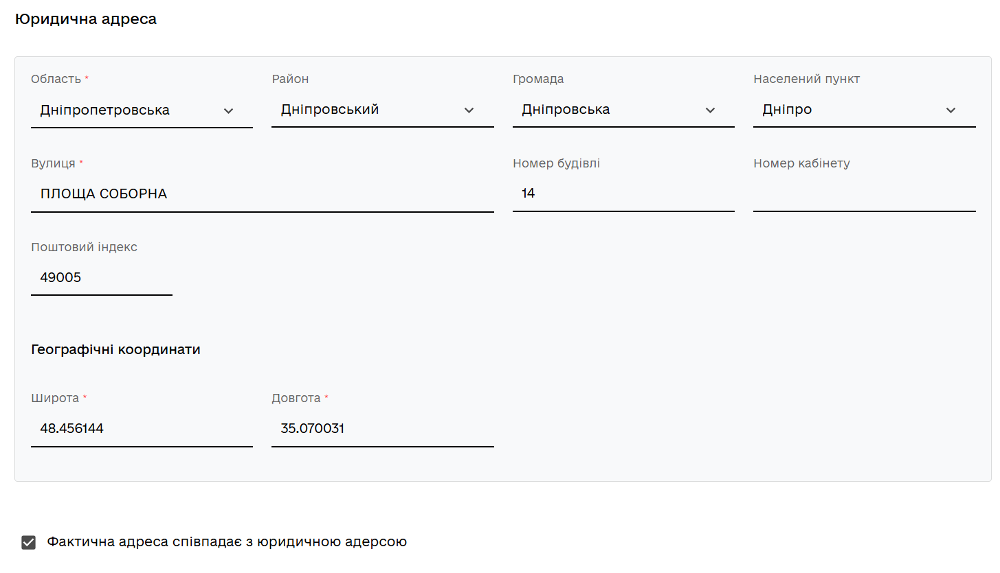 Юридична адреса
Область * Район Громада Населений пункт
Дніпропетровська Дніпровський Дніпровська Дніпро
Вулиця * Номер будівлі Номер кабінету
ПЛОЩА СОБОРНА 14
Поштовий індекс
49005
Географічні координати
Широта * Довгота *
48.456144 35.070031
Фактична адреса співпадає з юридичною адерсою